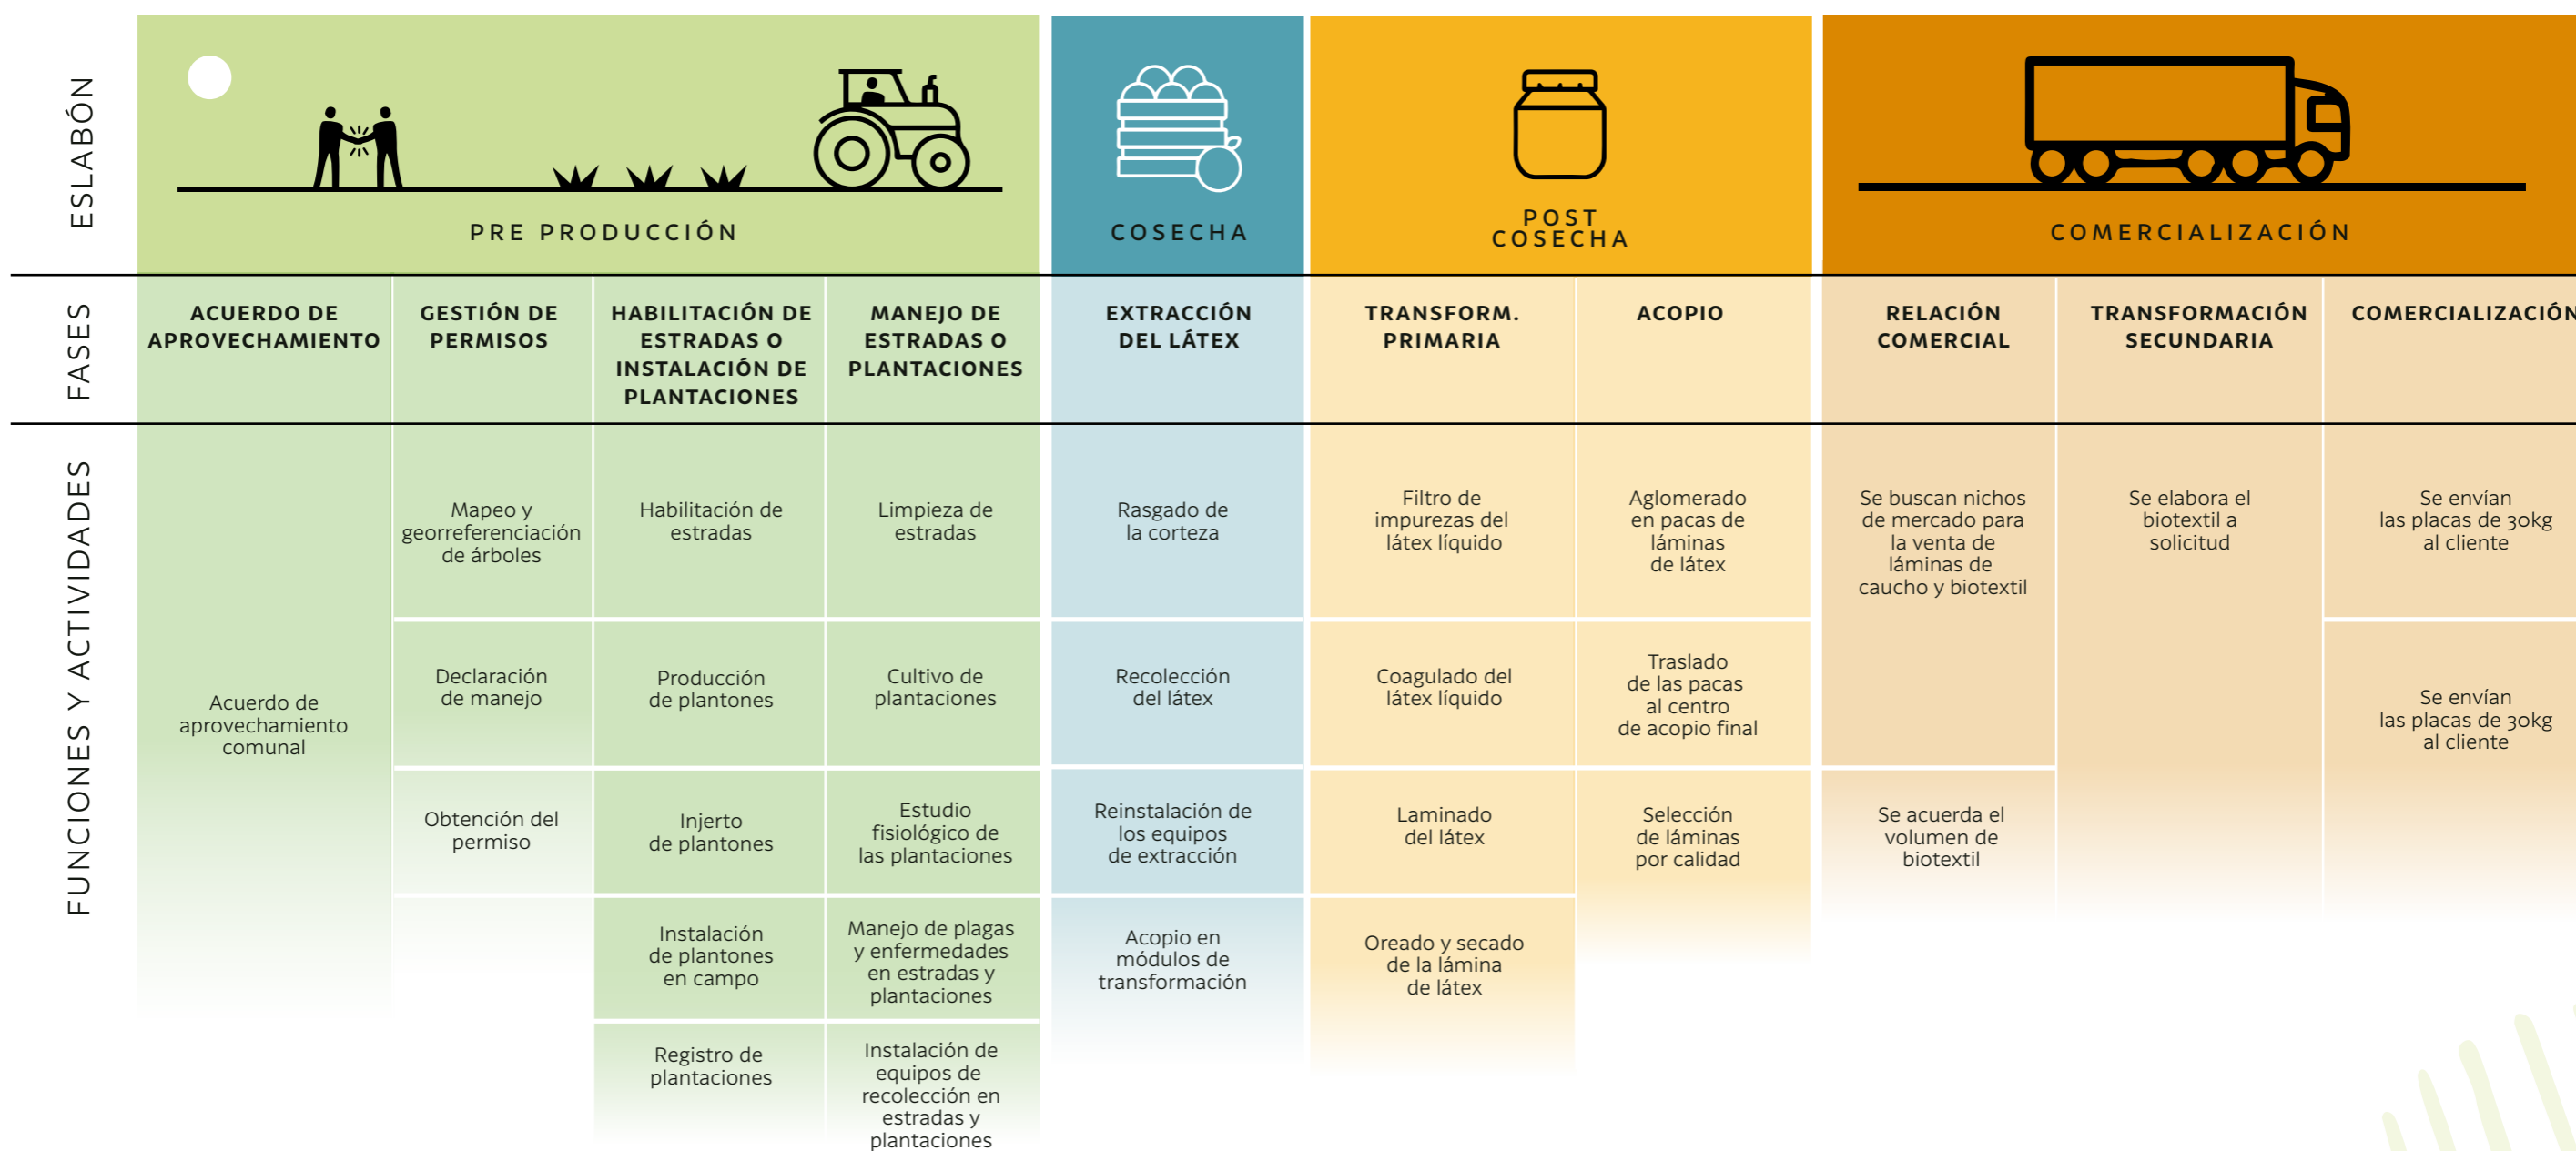 ESLABÓN
PRE PRODUCCIÓN
COSECHA
POST
COSECHA
COMERCIALIZACIÓN
FASES
ACUERDO DE
APROVECHAMIENTO
GESTIÓN DE
PERMISOS
HABILITACIÓN DE
ESTRADAS O
INSTALACIÓN DE
PLANTACIONES
MANEJO DE
ESTRADAS O
PLANTACIONES
EXTRACCIÓN
DEL LÁTEX
TRANSFORM.
PRIMARIA
ACOPIO
RELACIÓN
COMERCIAL
TRANSFORMACIÓN
SECUNDARIA
COMERCIALIZACIÓN
FUNCIONES Y ACTIVIDADES
Acuerdo de
aprovechamiento
comunal
Mapeo y
georreferenciación
de árboles
Declaración
de manejo
Obtención del
permiso
Habilitación de
estradas
Producción
de plantones
Injerto
de plantones
Instalación
de plantones
en campo
Registro de
plantaciones
Limpieza de
estradas
Cultivo de
plantaciones
Estudio
fisiológico de
las plantaciones
Manejo de plagas
y enfermedades
en estradas y
plantaciones
Instalación de
equipos de
recolección en
estradas y
plantaciones
Rasgado de
la corteza
Recolección
del látex
Reinstalación de
los equipos
de extracción
Acopio en
módulos de
transformación
Filtro de
impurezas del
látex líquido
Coagulado del
látex líquido
Laminado
del látex
Oreado y secado
de la lámina
de látex
Aglomerado
en pacas de
láminas
de látex
Traslado
de las pacas
al centro
de acopio final
Selección
de láminas
por calidad
Se buscan nichos
de mercado para
la venta de
láminas de
caucho y biotextil
Se acuerda el
volumen de
biotextil
Se elabora el
biotextil a
solicitud
Se envían
las placas de 30kg
al cliente
Se envían
las placas de 30kg
al cliente